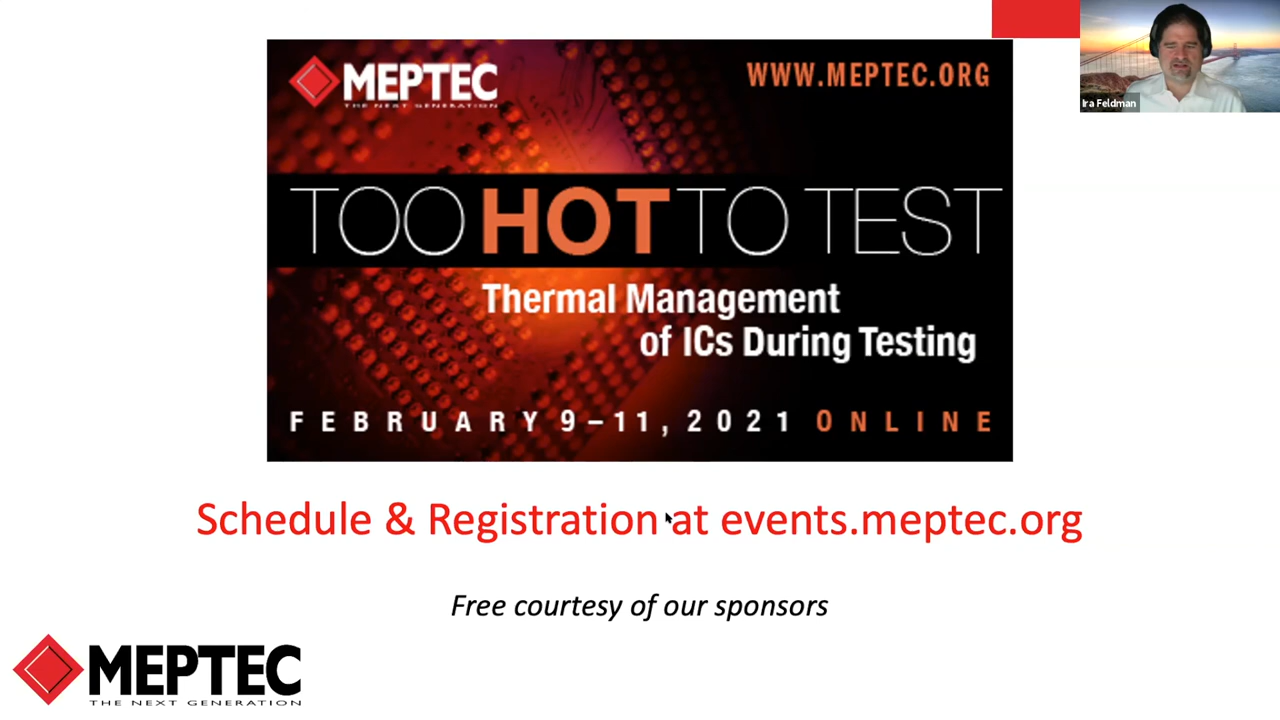 MEPTEC
THE NEXT GENERATION
WWW.MEPTEC.ORG
Ira Feldman
TOO HOT TO TEST
Thermal Management
of ICs During Testing
FEBRUARY 9–11, 2021 ONLINE
Schedule & Registration at events.meptec.org
Free courtesy of our sponsors
MEPTEC
THE NEXT GENERATION